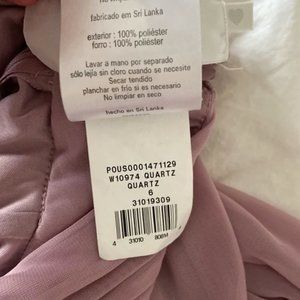 fabricado em Sri Lanka
exterior : 100% poliéster
forro : 100% poliéster
Lavar a mano por separado
sólo lejía sin cloro cuando se necesite
Secar tendido
planchar en frío si es necesario
No limpiar en seco
hecho en Sri Lanka
POUS0001471129
W10974 QUARTZ
QUARTZ
6
31019309
4 31010